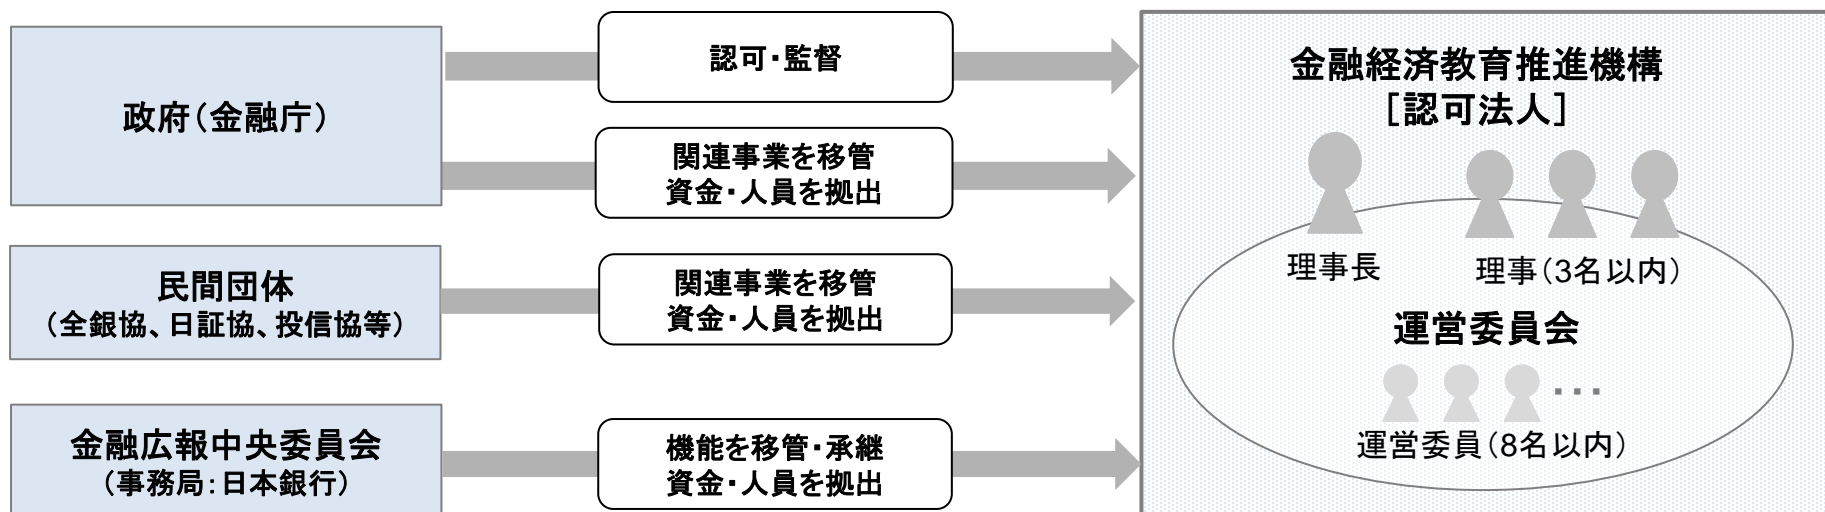 政府（金融庁）
認可・監督
関連事業を移管
資金・人員を拠出
民間団体
（全銀協、日証協、投信協等）
関連事業を移管
資金・人員を拠出
金融広報中央委員会
（事務局：日本銀行）
機能を移管・承継
資金・人員を拠出
金融経済教育推進機構
［認可法人］
理事長
理事（3名以内）
運営委員会
…
運営委員（8名以内）